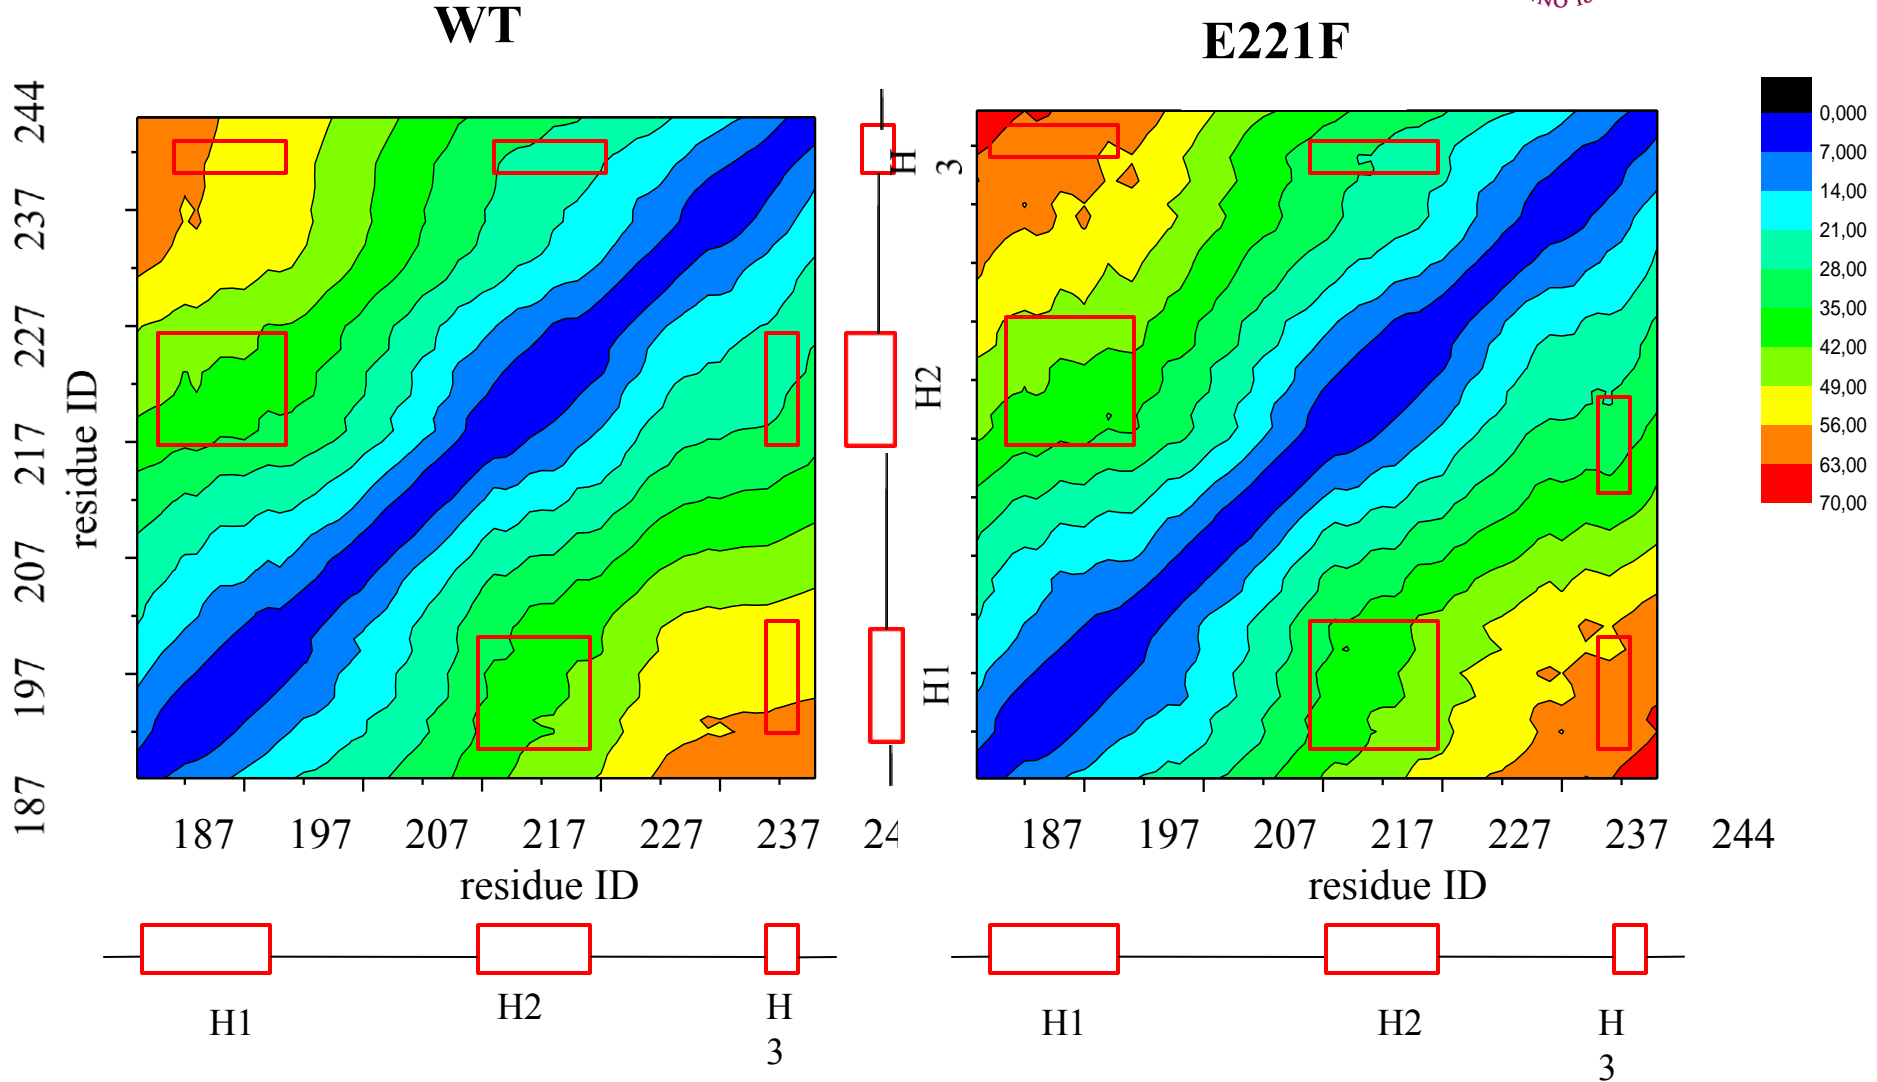 WT
E221F
244
237
227
217
207
197
187
residue ID
H
3
H2
H1
0,000
7,000
14,00
21,00
28,00
35,00
42,00
49,00
56,00
63,00
70,00
187 197 207 217 227 237 24
187 197 207 217 227 237 244
residue ID
residue ID
H1
H2
H
3
H1
H2
H
3